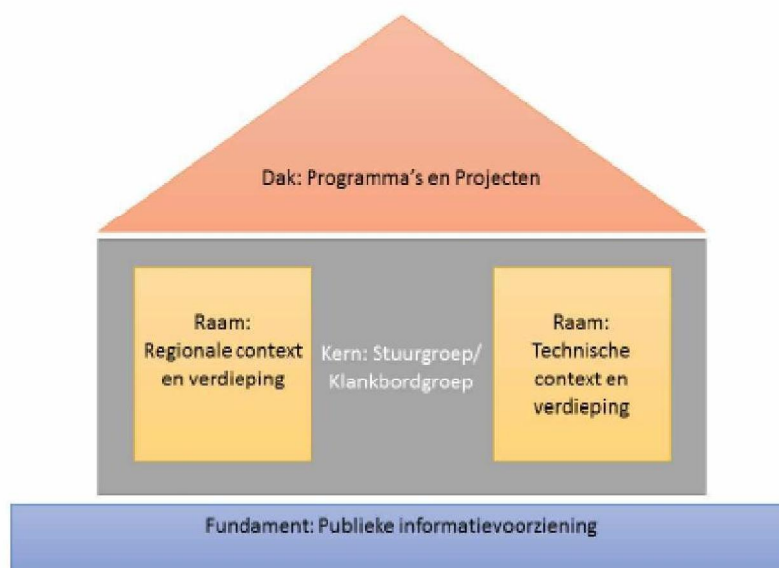 Dak: Programma's en Projecten
Raam:
Regionale context
en verdieping
Kern: Stuurgroep/
Klankbordgroep
Raam:
Technische
context en
verdieping
Fundament: Publieke informatievoorziening